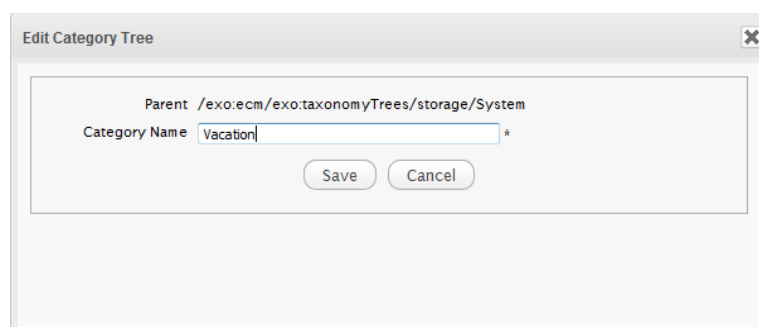 Edit Category Tree
Parent /exo:ecm/exo:taxonomyTrees/storage/System
Category Name Vacation *
Save Cancel